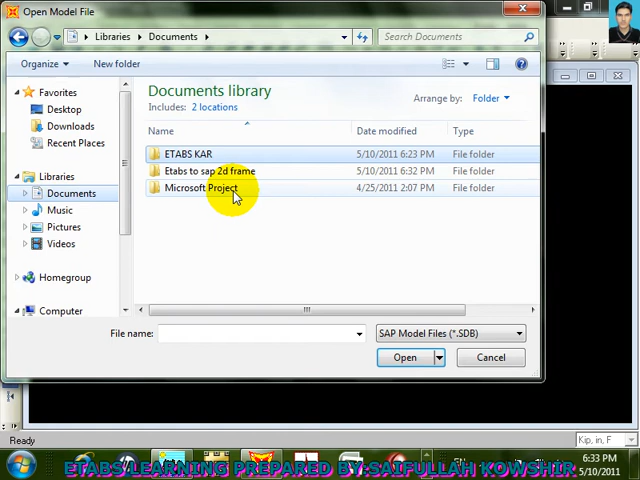 Open Model File
Libraries
Documents
Search Documents
Organize
New folder
Favorites
Desktop
Downloads
Recent Places
Libraries
Documents
Music
Pictures
Videos
Homegroup
Computer
Documents library
Includes: 2 locations
Arrange by: Folder
Name
Date modified
Type
ETABS KAR
5/10/2011 6:23 PM
File folder
Etabs to sap 2d frame
5/10/2011 6:32 PM
File folder
Microsoft Project
4/25/2011 2:07 PM
File folder
File name:
SAP Model Files (*.SDB)
Open
Cancel
Ready
Kip, in, F
6:33 PM
5/10/2011
ETABS LEARNING PREPARED BY:SAIFULLAH KOWSHIR